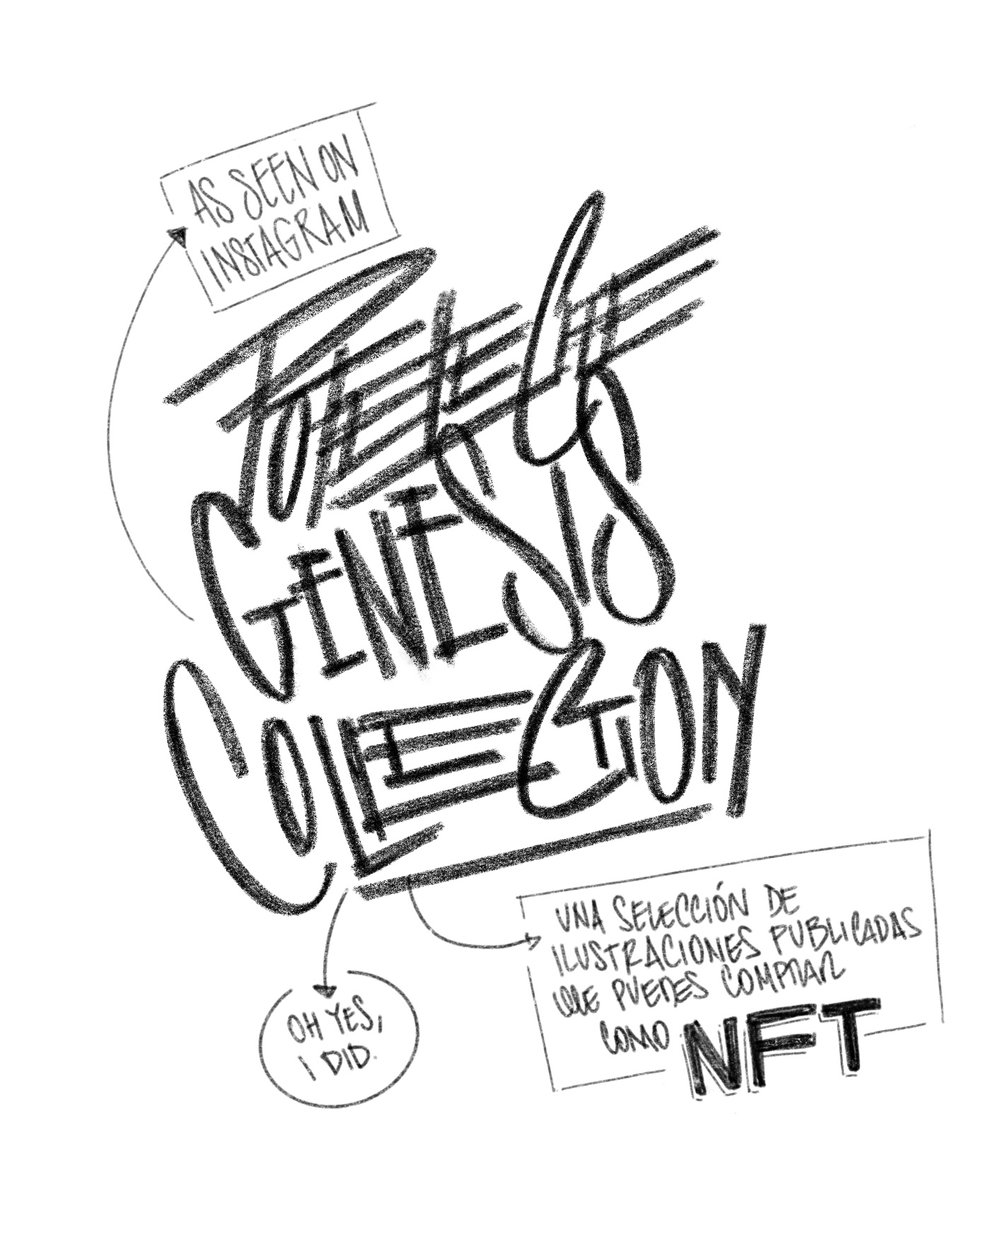 AS SEEN ON
INSTAGRAM
GENESIS
COLLECTION
UNA SELECCIÓN DE
ILUSTRACIONES PUBLICADAS
QUE PUEDES COMPRAR
COMO NFT
OH YES,
I DID.